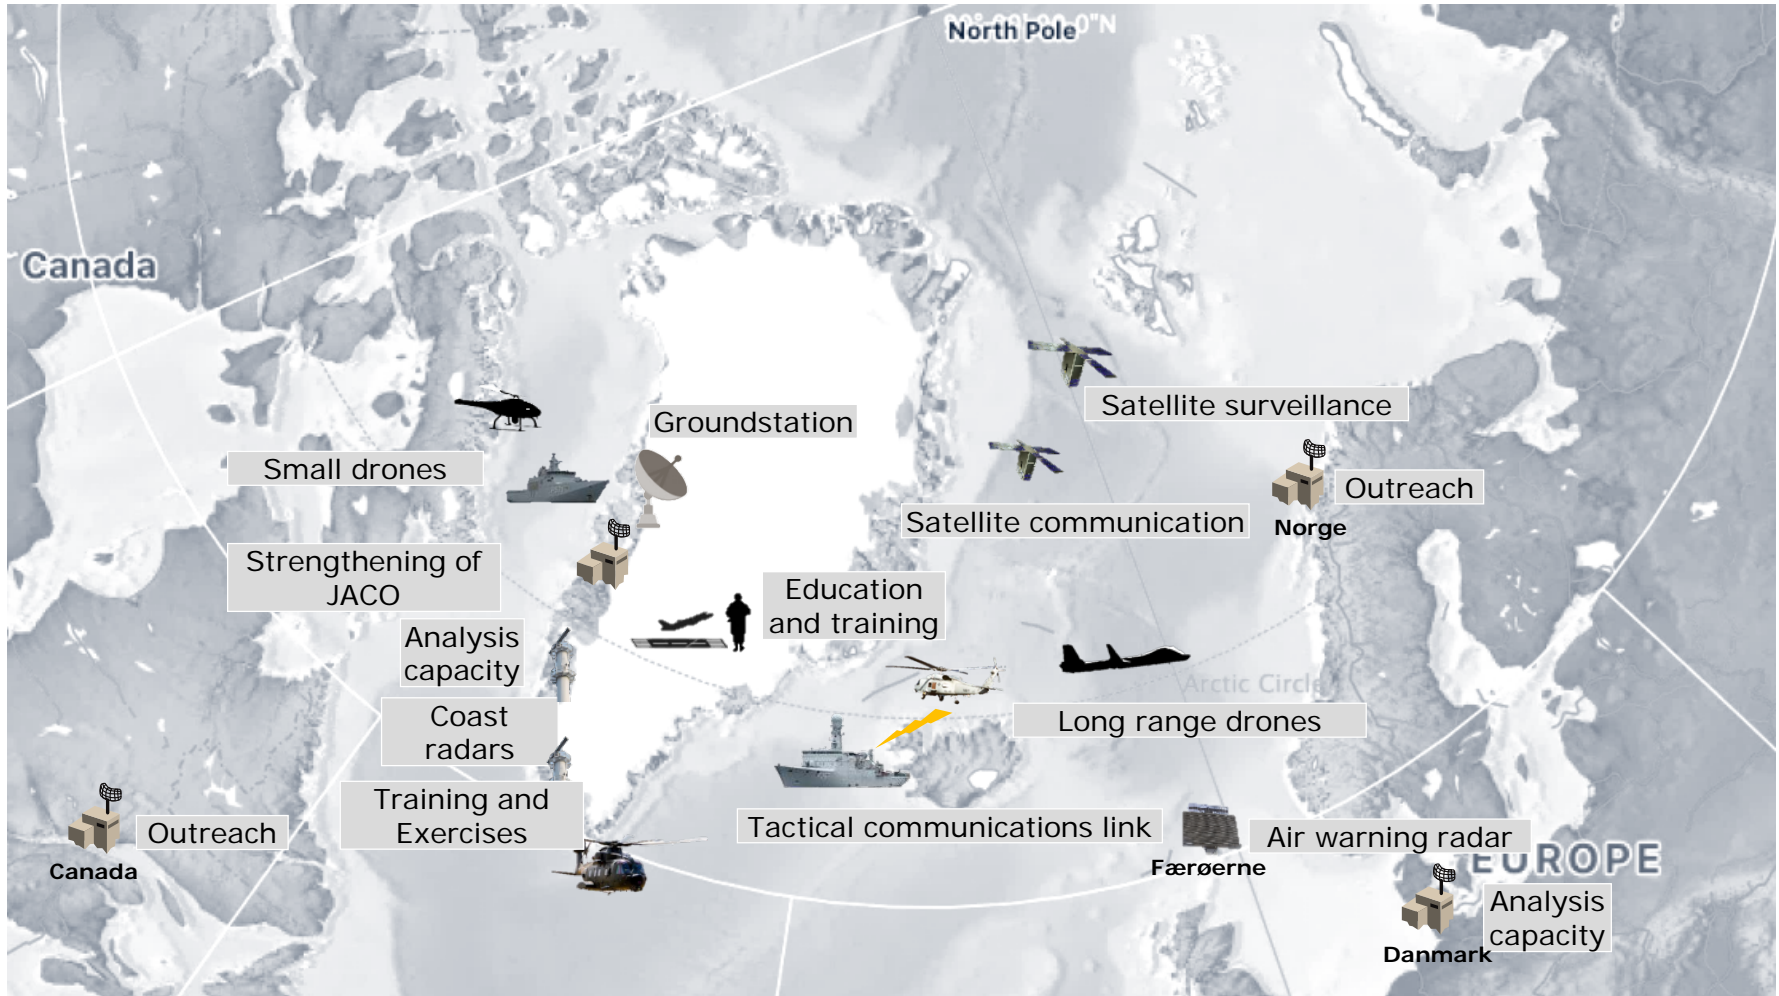 North Pole
Canada
Satellite surveillance
Groundstation
Small drones
Outreach
Norge
Satellite communication
Strengthening of
JACO
Education
and training
Analysis
capacity
Arctic Circle
Coast
radars
Long range drones
Training and
Exercises
Outreach
Canada
Tactical communications link
Air warning radar
Færøerne
EUROPE
Analysis
capacity
Danmark